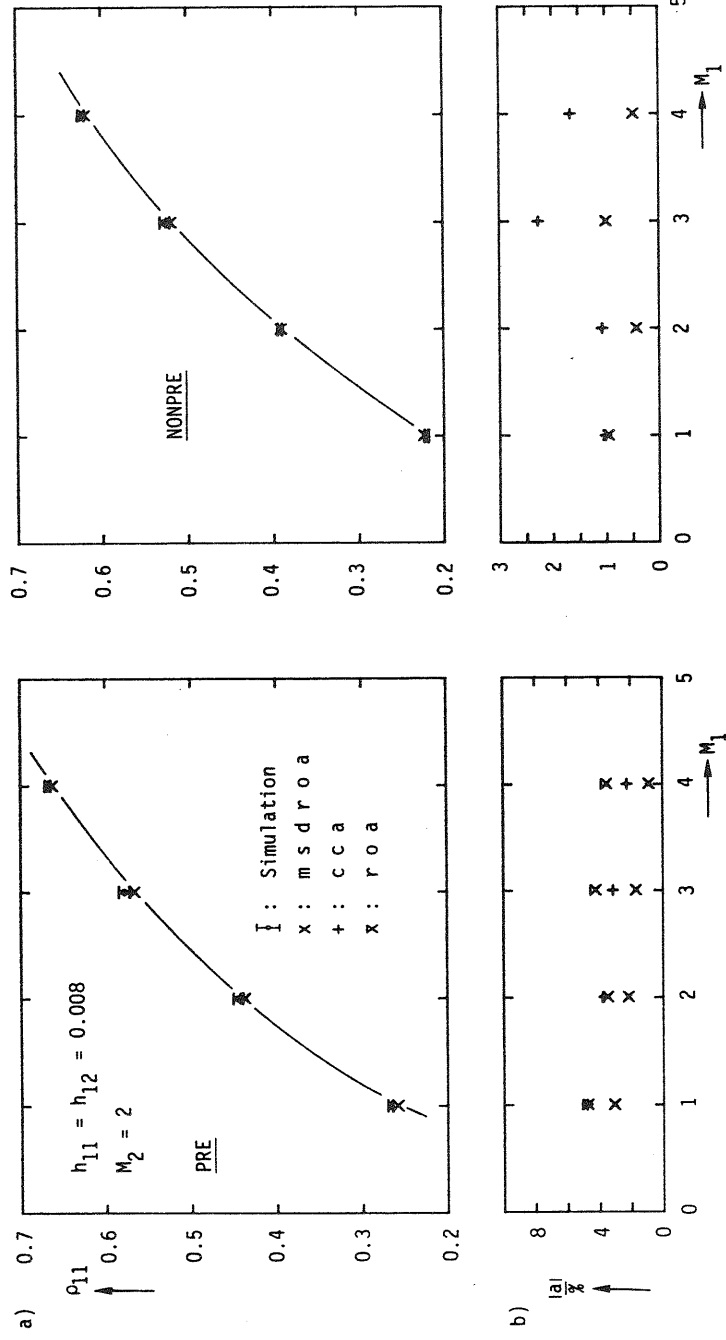 a)
ρ11
0.7
0.6
0.5
0.4
0.3
0.2
h11 = h12 = 0.008
M2 = 2
PRE
I : Simulation
x : m s d r o a
+ : c c a
x̄ : r o a
0.7
0.6
0.5
0.4
0.3
0.2
NONPRE
b)
|a|
%
8
4
0
0 1 2 3 4 5
M1
3
2
1
0
0 1 2 3 4 5
M1